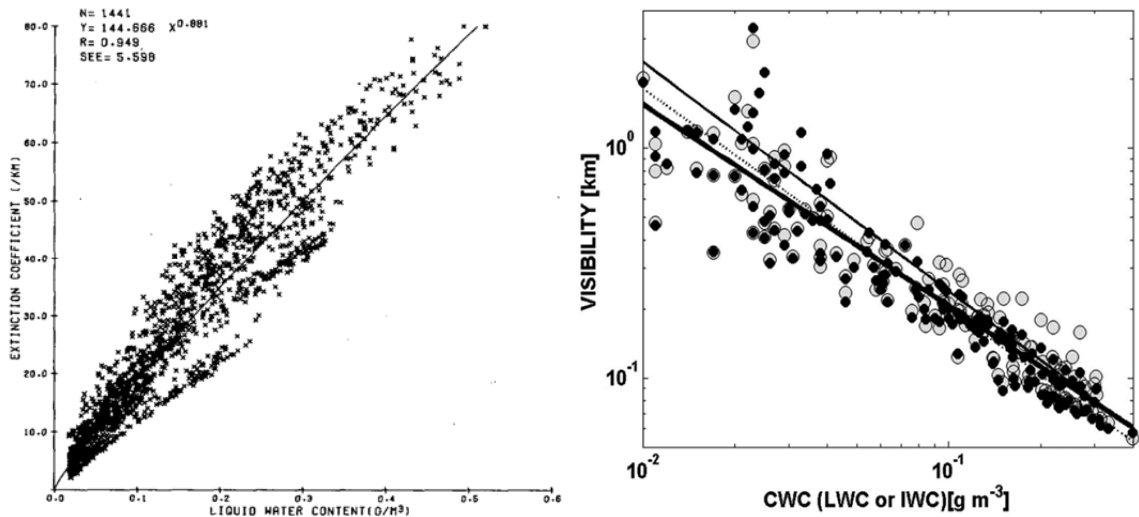 N= 1441
Y= 144.666 X^0.881
R= 0.949
SEE= 5.598
80.0
70.0
60.0
50.0
40.0
30.0
20.0
10.0
EXTINCTION COEFFICIENT (/KM)
0.0 0.1 0.2 0.3 0.4 0.5 0.6
LIQUID WATER CONTENT(G/M³)
10⁰
10⁻¹
VISIBILITY [km]
10⁻² 10⁻¹
CWC (LWC or IWC)[g m⁻³]